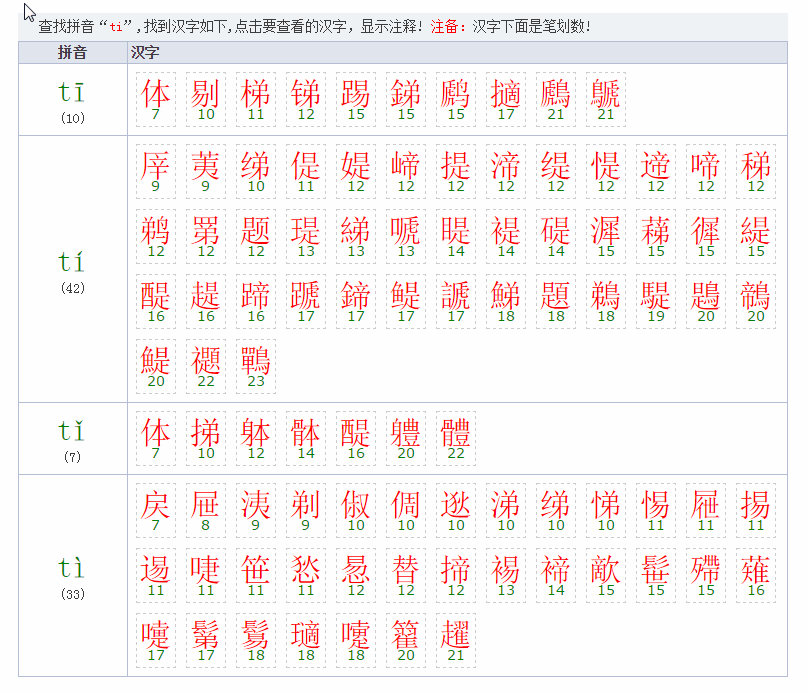 查找拼音“ti”,找到汉字如下,点击要查看的汉字，显示注释! 注备：汉字下面是笔划数!
拼音 汉字
tī
(10)
体 剔 梯 锑 踢 銻 䴘 擿 鷉 鷈
7 10 11 12 15 15 15 17 21 21
tí
(42)
厗 荑 绨 偍 媞 崹 提 渧 缇 惿 遆 啼 稊
9 9 10 11 12 12 12 12 12 12 12 12 12
鹈 罤 题 瑅 綈 嗁 睼 褆 碮 漽 蕛 徲 緹
12 12 12 13 13 13 14 14 14 15 15 15 15
醍 趧 蹄 蹏 鍗 鳀 謕 鮷 題 鵜 騠 鶗 鶙
16 16 16 17 17 17 17 18 18 18 19 20 20
鯷 禵 鷤
20 22 23
tǐ
(7)
体 挮 躰 骵 醍 軆 體
7 10 12 14 16 20 22
tì
(33)
戻 屉 洟 剃 俶 倜 逖 涕 绨 悌 惕 屜 掦
7 8 9 9 10 10 10 10 10 10 11 11 11
逷 啑 笹 悐 惖 替 揥 裼 褅 歒 髰 殢 薙
11 11 11 11 12 12 12 13 14 15 15 15 16
嚏 鬀 鬄 瓋 嚔 籊 趯
17 17 18 18 18 20 21